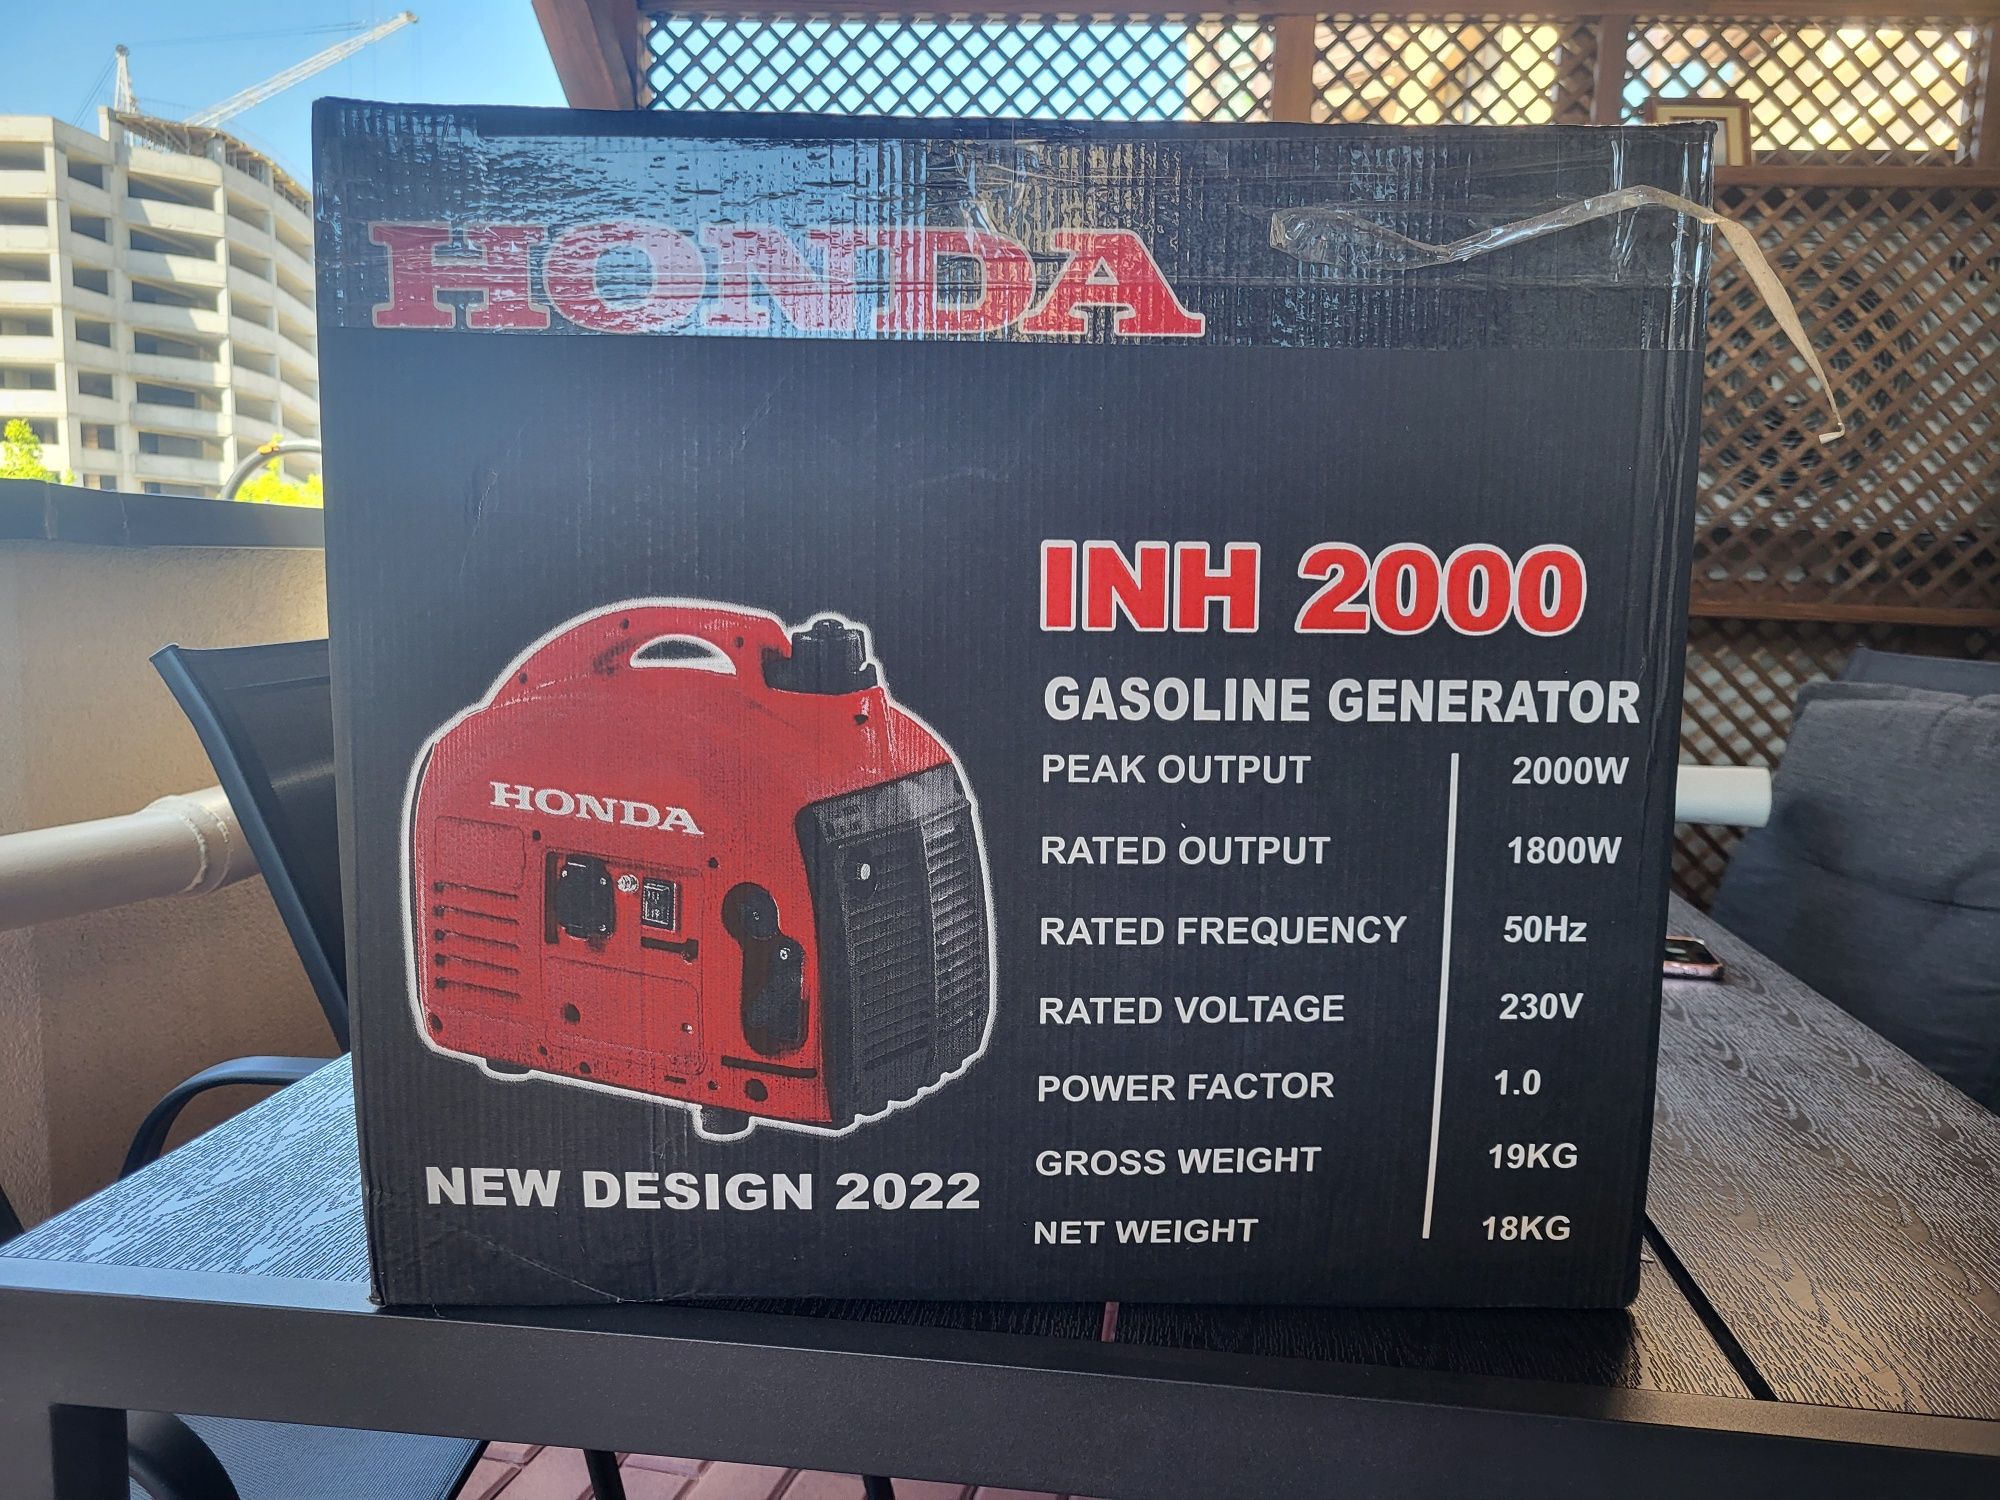 HONDA
INH 2000
GASOLINE GENERATOR
PEAK OUTPUT 2000W
RATED OUTPUT 1800W
RATED FREQUENCY 50Hz
RATED VOLTAGE 230V
POWER FACTOR 1.0
GROSS WEIGHT 19KG
NET WEIGHT 18KG
HONDA
NEW DESIGN 2022